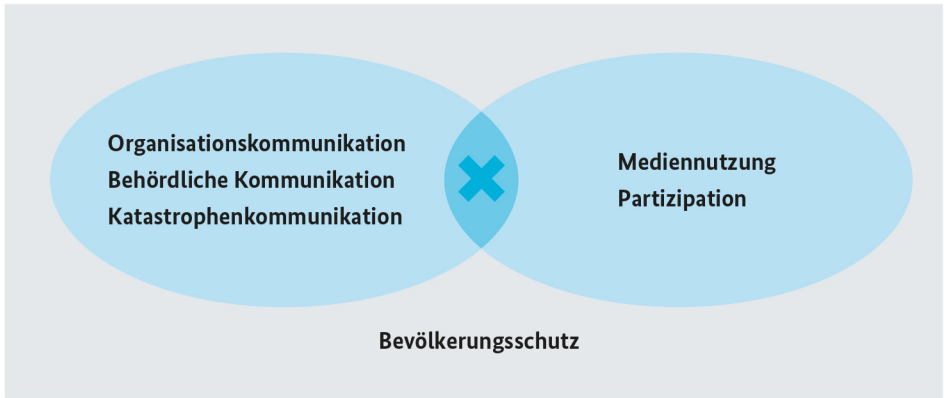 Organisationskommunikation
Behördliche Kommunikation
Katastrophenkommunikation
Mediennutzung
Partizipation
Bevölkerungsschutz